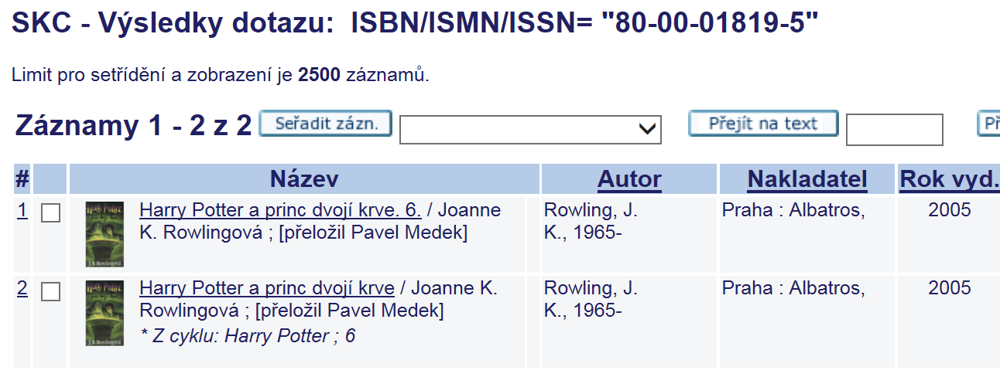 SKC - Výsledky dotazu: ISBN/ISMN/ISSN= "80-00-01819-5"
Limit pro setřídění a zobrazení je 2500 záznamů.
Záznamy 1 - 2 z 2 Seřadit zázn. Přejít na text Př
# Název Autor Nakladatel Rok vyd.
1 Harry Potter a princ dvojí krve. 6. / Joanne Rowling, J. Praha : Albatros, 2005
K. Rowlingová ; [přeložil Pavel Medek] K., 1965-
2 Harry Potter a princ dvojí krve / Joanne K. Rowling, J. Praha : Albatros, 2005
Rowlingová ; [přeložil Pavel Medek] K., 1965-
* Z cyklu: Harry Potter ; 6